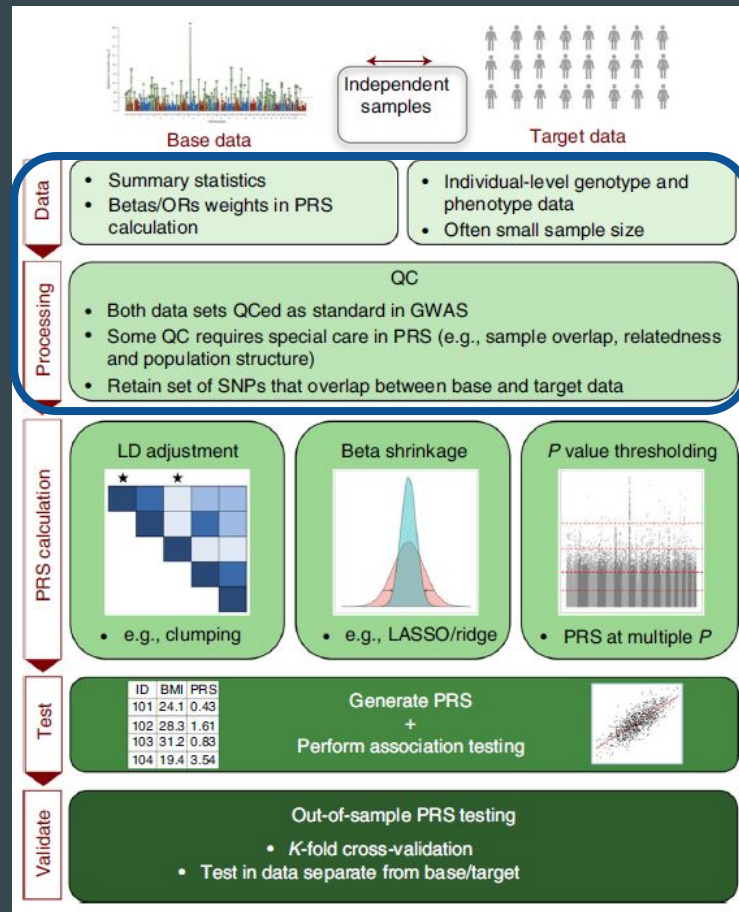 Independent
samples
Base data
Target data
Data
• Summary statistics
• Betas/ORs weights in PRS
calculation
• Individual-level genotype and
phenotype data
• Often small sample size
Processing
QC
• Both data sets QCed as standard in GWAS
• Some QC requires special care in PRS (e.g., sample overlap, relatedness
and population structure)
• Retain set of SNPs that overlap between base and target data
PRS calculation
LD adjustment
• e.g., clumping
Beta shrinkage
• e.g., LASSO/ridge
P value thresholding
• PRS at multiple P
Test
ID BMI PRS
101 24.1 0.43
102 28.3 1.61
103 31.2 0.83
104 19.4 3.54
Generate PRS
+
Perform association testing
Validate
Out-of-sample PRS testing
• K-fold cross-validation
• Test in data separate from base/target